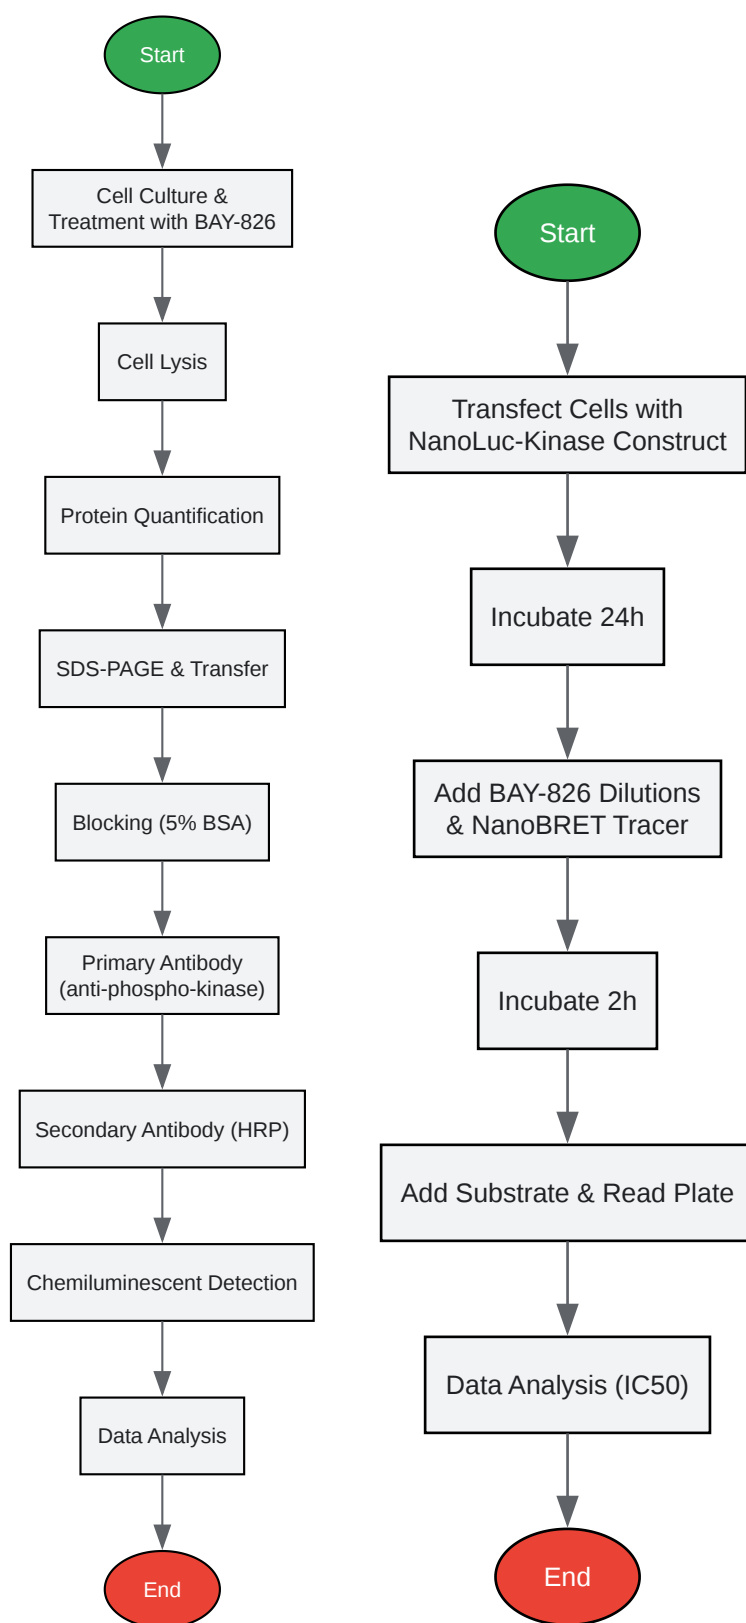 Start
Cell Culture &
Treatment with BAY-826
Cell Lysis
Protein Quantification
SDS-PAGE & Transfer
Blocking (5% BSA)
Primary Antibody
(anti-phospho-kinase)
Secondary Antibody (HRP)
Chemiluminescent Detection
Data Analysis
End
Start
Transfect Cells with
NanoLuc-Kinase Construct
Incubate 24h
Add BAY-826 Dilutions
& NanoBRET Tracer
Incubate 2h
Add Substrate & Read Plate
Data Analysis (IC50)
End